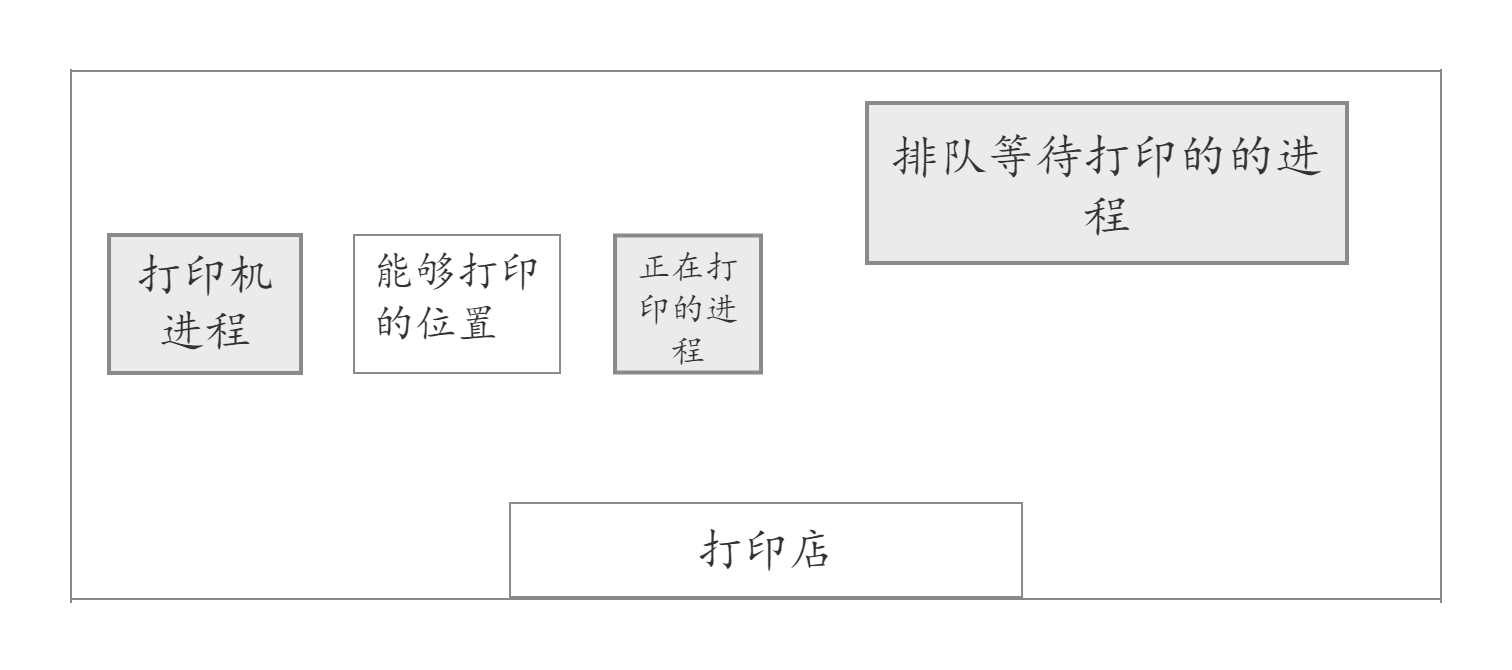 排队等待打印的的进
程
打印机
进程
能够打印
的位置
正在打
印的进
程
打印店